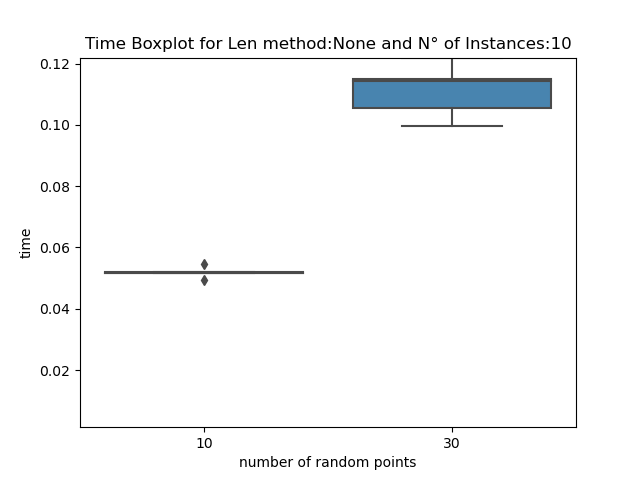 Time Boxplot for Len method:None and N° of Instances:10
0.12
0.10
0.08
0.06
0.04
0.02
time
10
30
number of random points